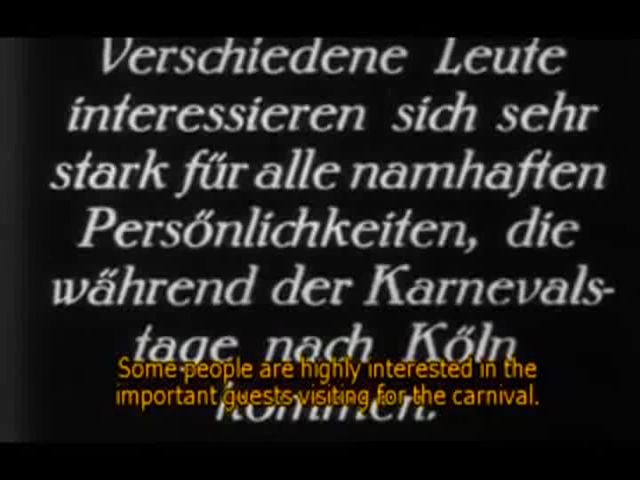 Verschiedene Leute
interessieren sich sehr
stark für alle namhaften
Persönlichkeiten, die
während der Karnevals-
tage nach Köln
kommen.
Some people are highly interested in the
important guests visiting for the carnival.